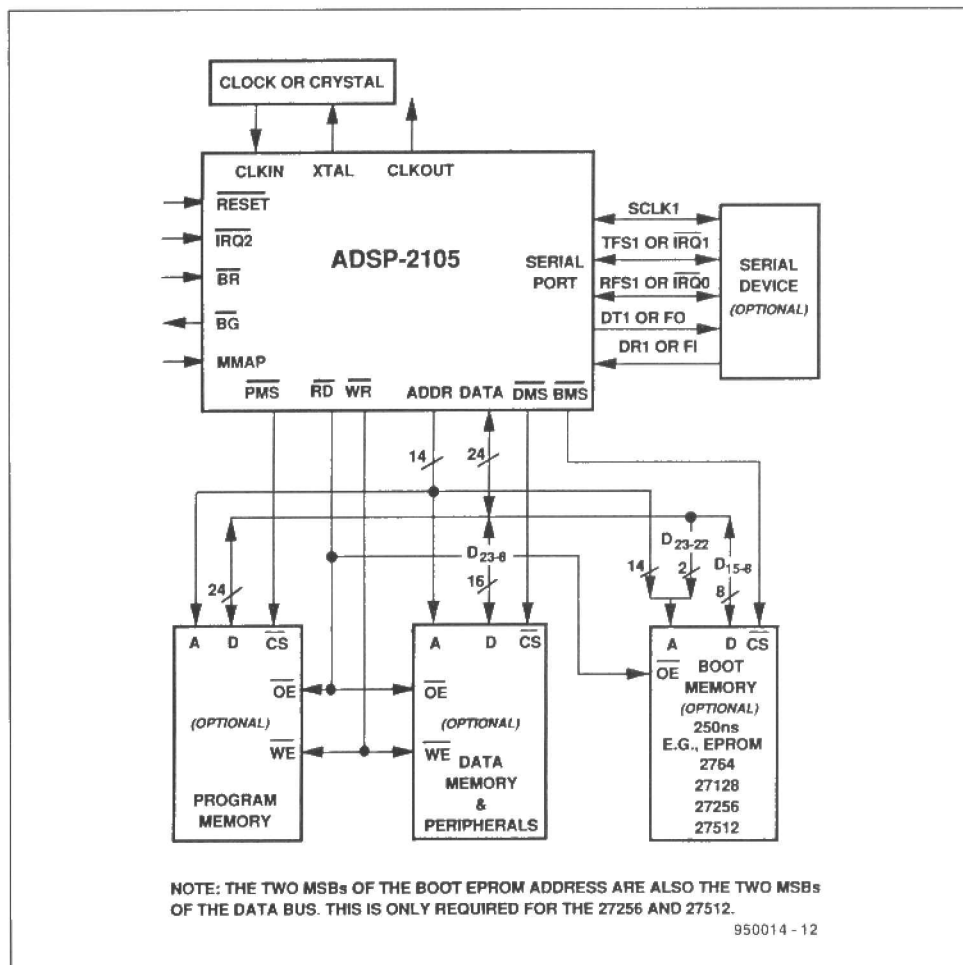 CLOCK OR CRYSTAL
CLKIN XTAL CLKOUT
RESET
IRQ2
BR
BG
MMAP
ADSP-2105
SERIAL
PORT
SCLK1
TFS1 OR IRQ1
RFS1 OR IRQ0
DT1 OR FO
DR1 OR FI
SERIAL
DEVICE
(OPTIONAL)
PMS RD WR ADDR DATA DMS BMS
14 24
D23-8
D23-22
D15-8
24 16 14 2 8
A D CS
OE
(OPTIONAL)
WE
PROGRAM
MEMORY
A D CS
OE
(OPTIONAL)
WE
DATA
MEMORY
&
PERIPHERALS
A D CS
OE
BOOT
MEMORY
(OPTIONAL)
250ns
E.G., EPROM
2764
27128
27256
27512
NOTE: THE TWO MSBs OF THE BOOT EPROM ADDRESS ARE ALSO THE TWO MSBs
OF THE DATA BUS. THIS IS ONLY REQUIRED FOR THE 27256 AND 27512.
950014 - 12